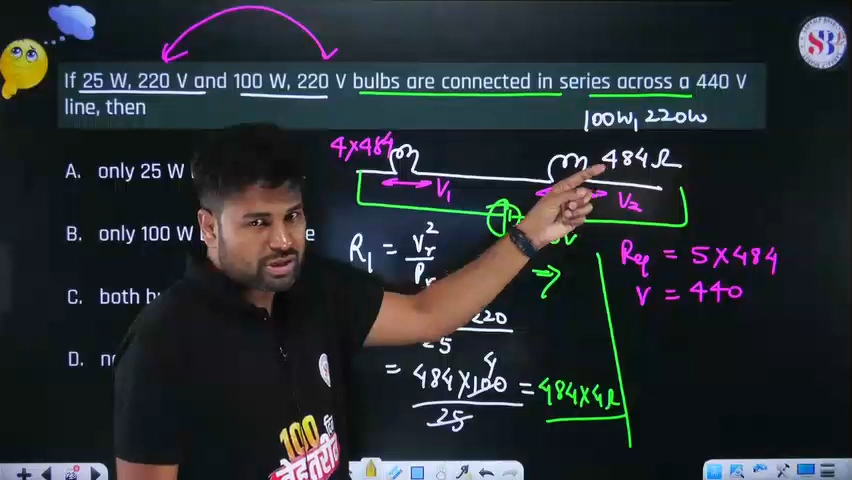 If 25 W, 220 V and 100 W, 220 V bulbs are connected in series across a 440 V
line, then
100W, 220W
4×484
484Ω
V₁
V₂
A. only 25 W
B. only 100 W
C. both
D.
R₁ = Vᵣ²
Pᵣ
220
25
= 484×100 = 484×4Ω
4
25
Req = 5×484
V = 440
SB
100